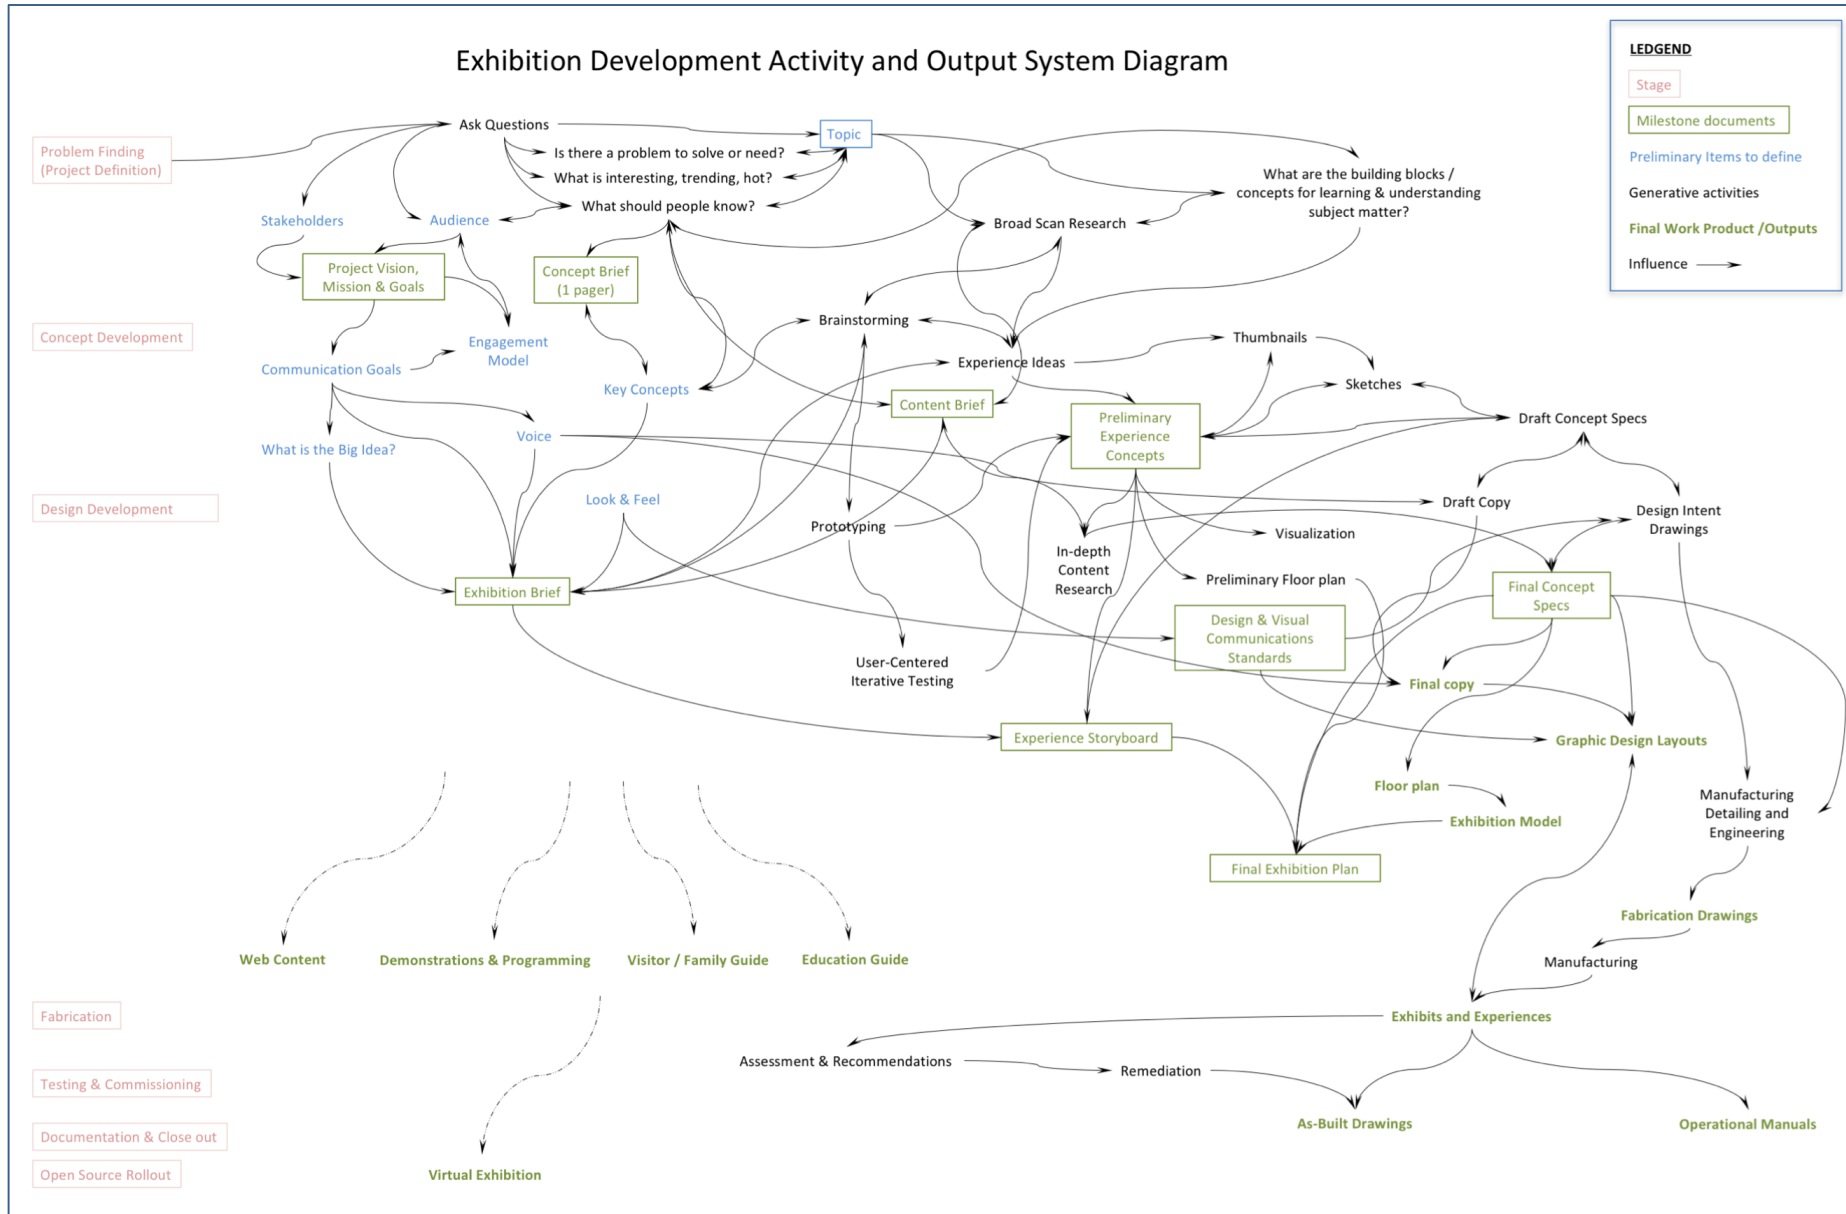 Exhibition Development Activity and Output System Diagram
LEDGEND
Stage
Milestone documents
Preliminary Items to define
Generative activities
Final Work Product /Outputs
Influence
Problem Finding
(Project Definition)
Ask Questions
Topic
Is there a problem to solve or need?
What is interesting, trending, hot?
What should people know?
What are the building blocks /
concepts for learning & understanding
subject matter?
Stakeholders
Audience
Broad Scan Research
Project Vision,
Mission & Goals
Concept Brief
(1 pager)
Concept Development
Brainstorming
Thumbnails
Engagement
Model
Communication Goals
Experience Ideas
Key Concepts
Sketches
Content Brief
Preliminary
Experience
Concepts
Draft Concept Specs
Voice
What is the Big Idea?
Design Development
Look & Feel
Prototyping
Draft Copy
Design Intent
Drawings
Visualization
In-depth
Content
Research
Preliminary Floor plan
Exhibition Brief
Final Concept
Specs
Design & Visual
Communications
Standards
User-Centered
Iterative Testing
Final copy
Experience Storyboard
Graphic Design Layouts
Floor plan
Manufacturing
Detailing and
Engineering
Exhibition Model
Final Exhibition Plan
Fabrication Drawings
Web Content
Demonstrations & Programming
Visitor / Family Guide
Education Guide
Manufacturing
Fabrication
Exhibits and Experiences
Assessment & Recommendations
Remediation
Testing & Commissioning
As-Built Drawings
Operational Manuals
Documentation & Close out
Open Source Rollout
Virtual Exhibition